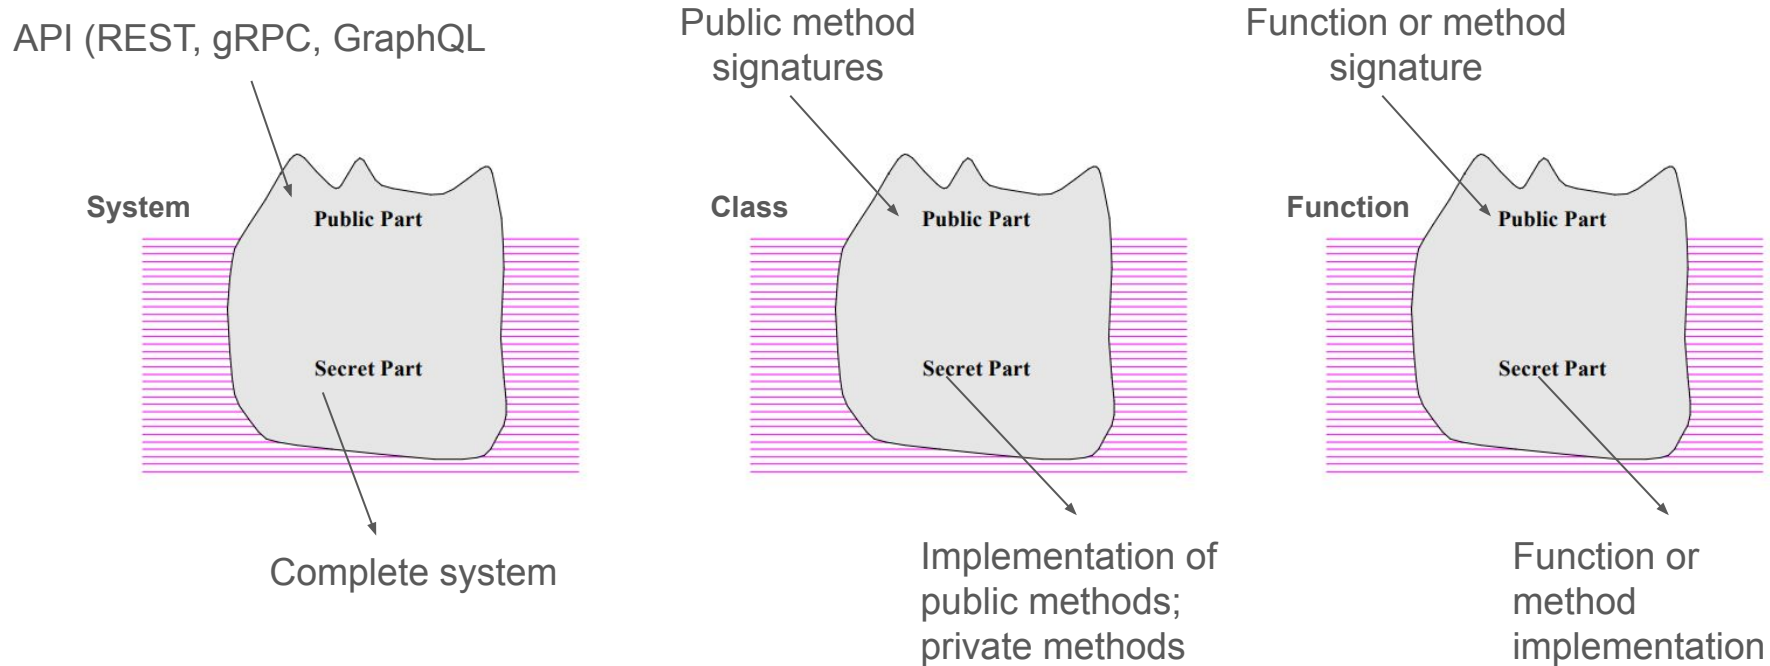 API (REST, gRPC, GraphQL
System
Public Part
Secret Part
Complete system
Public method
signatures
Class
Public Part
Secret Part
Implementation of
public methods;
private methods
Function or method
signature
Function
Public Part
Secret Part
Function or
method
implementation